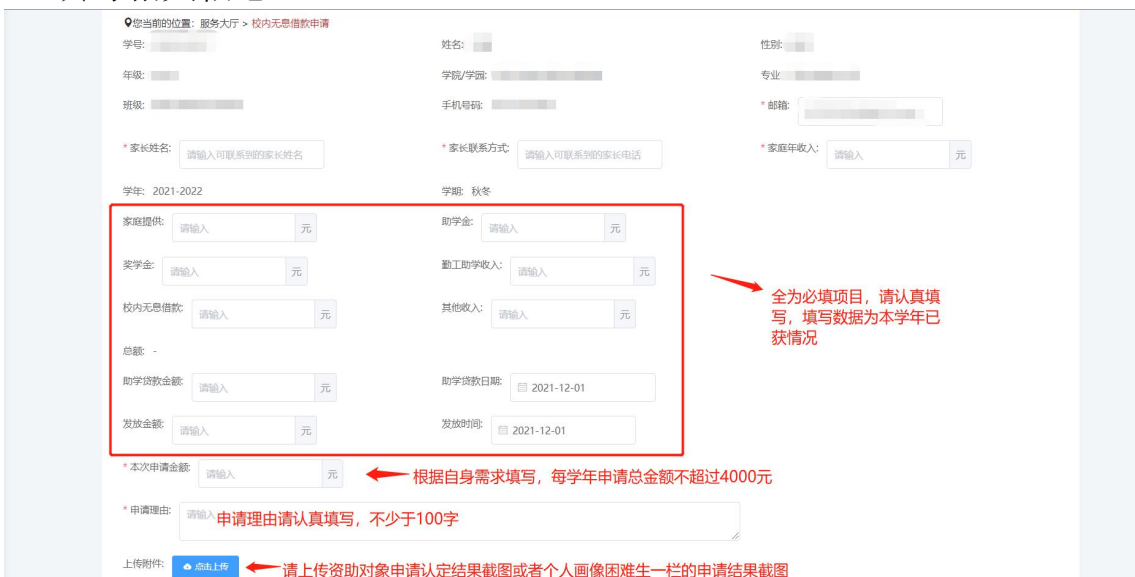 您当前的位置：服务大厅 > 校内无息借款申请
学号: 姓名: 性别:
年级: 学院/学园: 专业
班级: 手机号码: * 邮箱:
* 家长姓名: 请输入可联系到的家长姓名 * 家长联系方式: 请输入可联系到的家长电话 * 家庭年收入: 请输入 元
学年: 2021-2022 学期: 秋冬
家庭提供: 请输入 元 助学金: 请输入 元
奖学金: 请输入 元 勤工助学收入: 请输入 元
校内无息借款: 请输入 元 其他收入: 请输入 元
全为必填项目，请认真填
写，填写数据为本学年已
获情况
总额: -
助学贷款金额: 请输入 元 助学贷款日期: 2021-12-01
发放金额: 请输入 元 发放时间: 2021-12-01
* 本次申请金额: 请输入 元 根据自身需求填写，每学年申请总金额不超过4000元
* 申请理由: 请输入 申请理由请认真填写，不少于100字
上传附件: 点击上传 请上传资助对象申请认定结果截图或者个人画像困难生一栏的申请结果截图